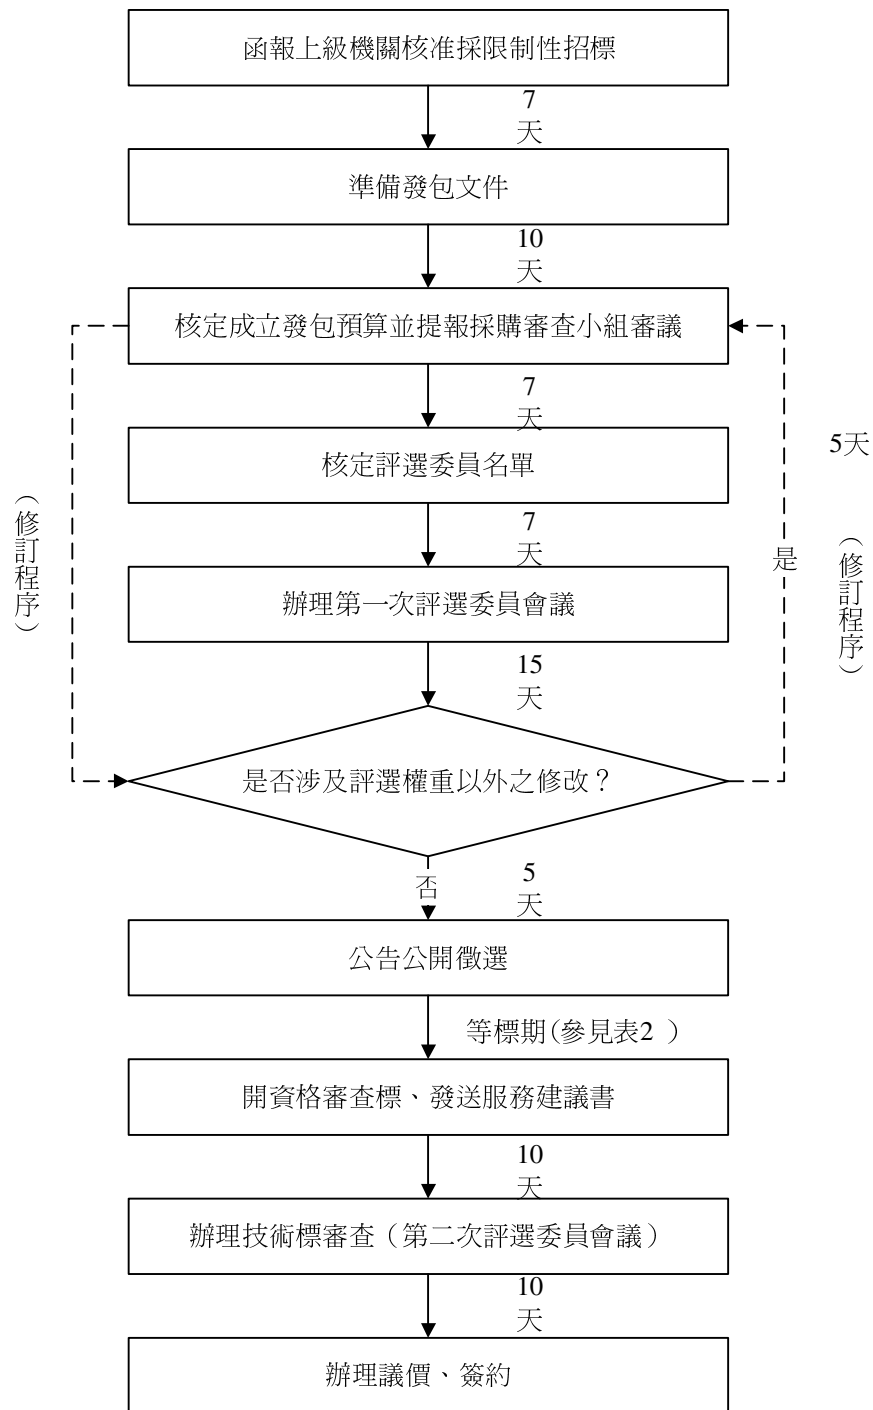 函報上級機關核准採限制性招標
7
天
準備發包文件
10
天
核定成立發包預算並提報採購審查小組審議
7
天
核定評選委員名單
5天
7
天
(修訂程序)
是
(修訂程序)
辦理第一次評選委員會議
15
天
是否涉及評選權重以外之修改？
5
天
否
公告公開徵選
等標期(參見表2 )
開資格審查標、發送服務建議書
10
天
辦理技術標審查(第二次評選委員會議)
10
天
辦理議價、簽約